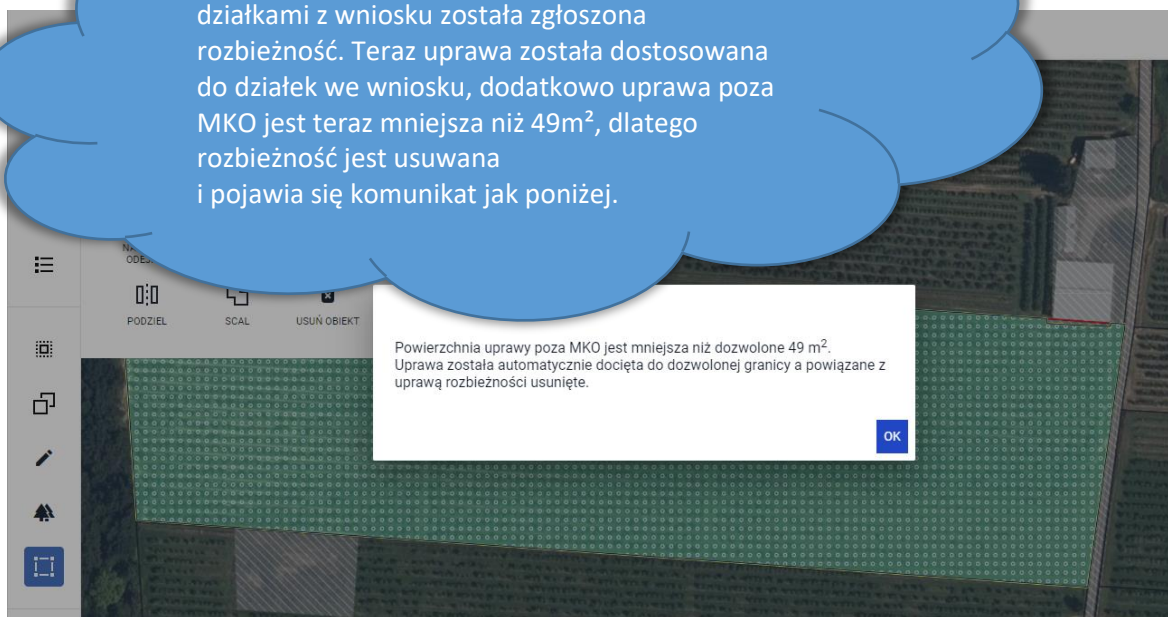 działkami z wniosku została zgłoszona
rozbieżność. Teraz uprawa została dostosowana
do działek we wniosku, dodatkowo uprawa poza
MKO jest teraz mniejsza niż 49m², dlatego
rozbieżność jest usuwana
i pojawia się komunikat jak poniżej.
PODZIEL SCAL USUŃ OBIEKT
Powierzchnia uprawy poza MKO jest mniejsza niż dozwolone 49 m².
Uprawa została automatycznie docięta do dozwolonej granicy a powiązane z
uprawą rozbieżności usunięte.
OK